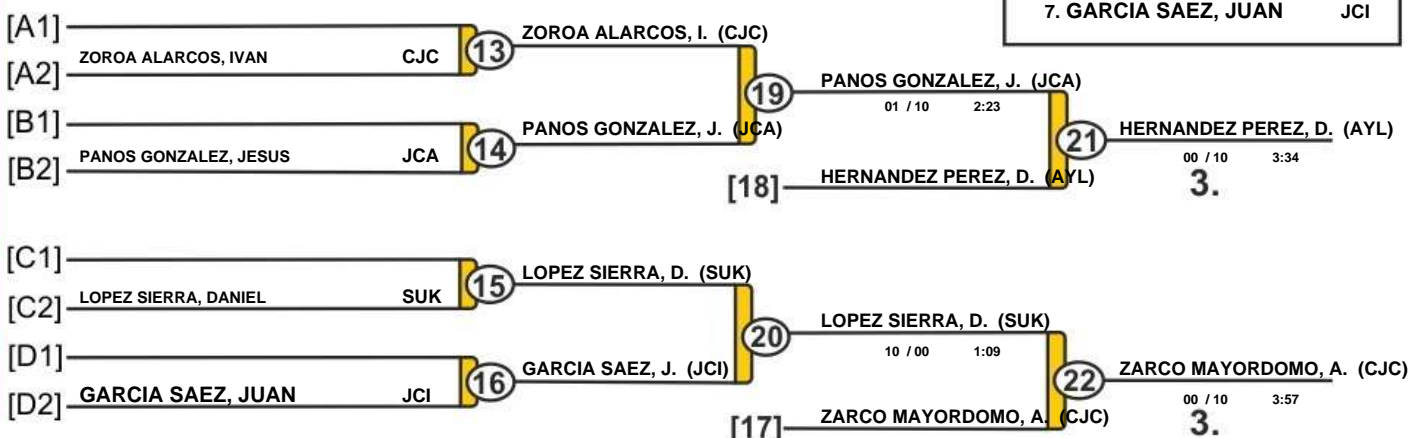 7. GARCIA SAEZ, JUAN JCI
[A1]
ZOROA ALARCOS, IVAN CJC
[A2]
13
ZOROA ALARCOS, I. (CJC)
[B1]
PANOS GONZALEZ, JESUS JCA
[B2]
14
PANOS GONZALEZ, J. (JCA)
19
PANOS GONZALEZ, J. (JCA)
01 / 10 2:23
[18]
HERNANDEZ PEREZ, D. (AYL)
21
HERNANDEZ PEREZ, D. (AYL)
00 / 10 3:34
3.
[C1]
LOPEZ SIERRA, DANIEL SUK
[C2]
15
LOPEZ SIERRA, D. (SUK)
[D1]
GARCIA SAEZ, JUAN JCI
[D2]
16
GARCIA SAEZ, J. (JCI)
20
LOPEZ SIERRA, D. (SUK)
10 / 00 1:09
[17]
ZARCO MAYORDOMO, A. (CJC)
22
ZARCO MAYORDOMO, A. (CJC)
00 / 10 3:57
3.